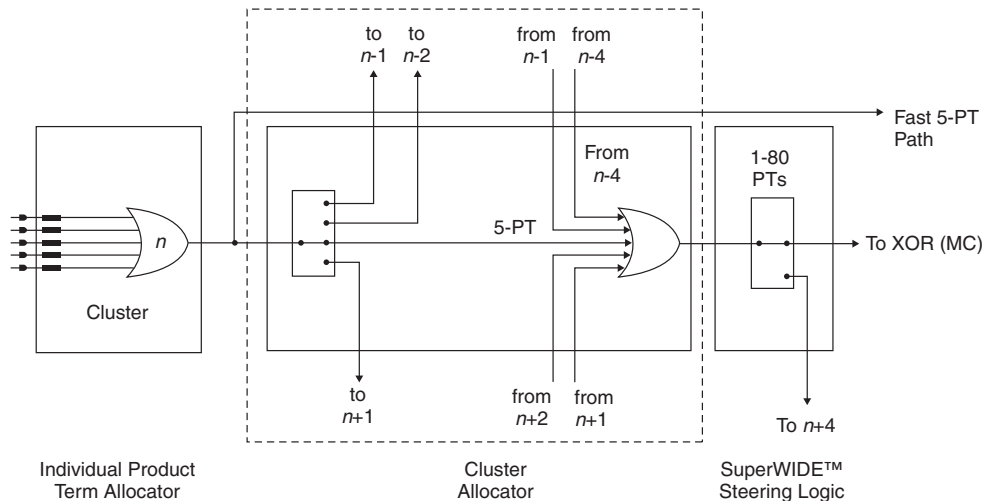 to
n-1
to
n-2
from
n-1
from
n-4
Fast 5-PT
Path
From
n-4
1-80
PTs
n
5-PT
To XOR (MC)
Cluster
to
n+1
from
n+2
from
n+1
To n+4
Individual Product
Term Allocator
Cluster
Allocator
SuperWIDE™
Steering Logic